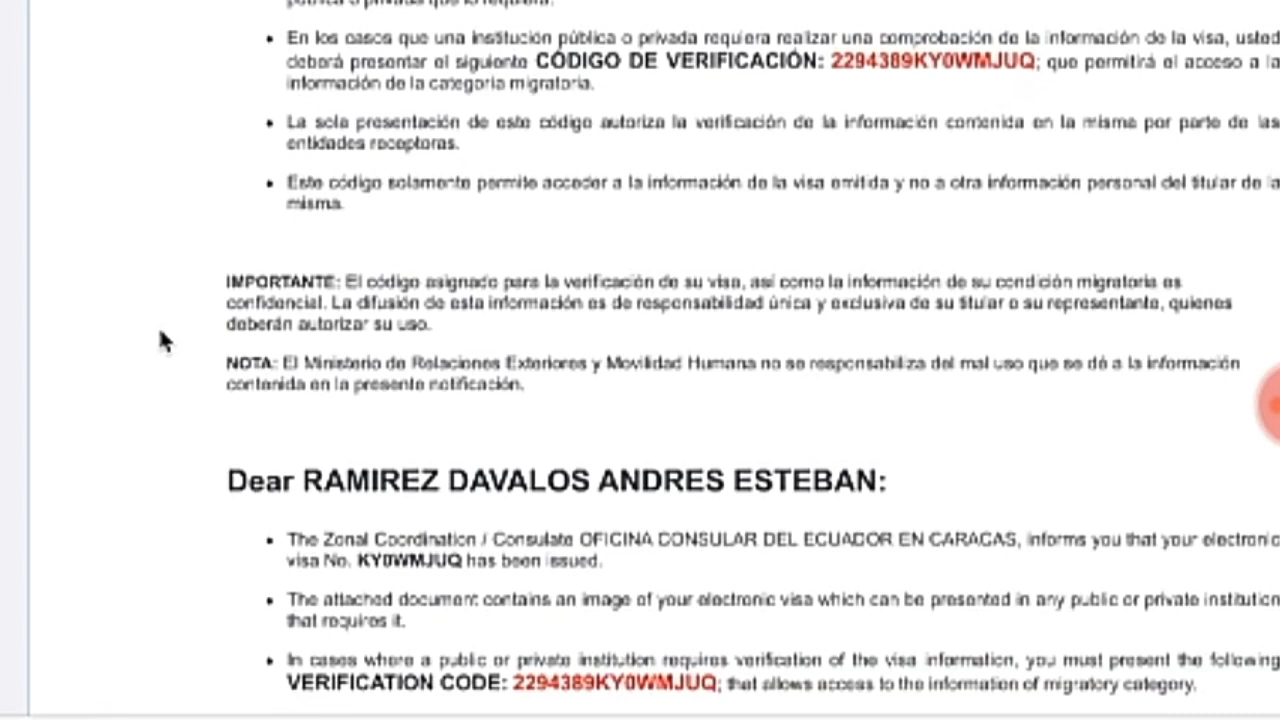 En los casos que una institución pública o privada requiera realizar una comprobación de la información de la visa, usted
deberá presentar el siguiente CÓDIGO DE VERIFICACIÓN: 2294389KY0WMJUQ; que permitirá el acceso a la
información de la categoría migratoria.
La sola presentación de este código autoriza la verificación de la información contenida en la misma por parte de las
entidades receptoras.
Este código solamente permite acceder a la información de la visa emitida y no a otra información personal del titular de la
misma.
IMPORTANTE: El código asignado para la verificación de su visa, así como la información de su condición migratoria es
confidencial. La difusión de esta información es de responsabilidad única y exclusiva de su titular o su representante, quienes
deberán autorizar su uso.
NOTA: El Ministerio de Relaciones Exteriores y Movilidad Humana no se responsabiliza del mal uso que se dé a la información
contenida en la presente notificación.
Dear RAMIREZ DAVALOS ANDRES ESTEBAN:
The Zonal Coordination / Consulate OFICINA CONSULAR DEL ECUADOR EN CARACAS, informs you that your electronic
visa No. KY0WMJUQ has been issued.
The attached document contains an image of your electronic visa which can be presented in any public or private institution
that requires it.
In cases where a public or private institution requires verification of the visa information, you must present the following
VERIFICATION CODE: 2294389KY0WMJUQ; that allows access to the information of migratory category.